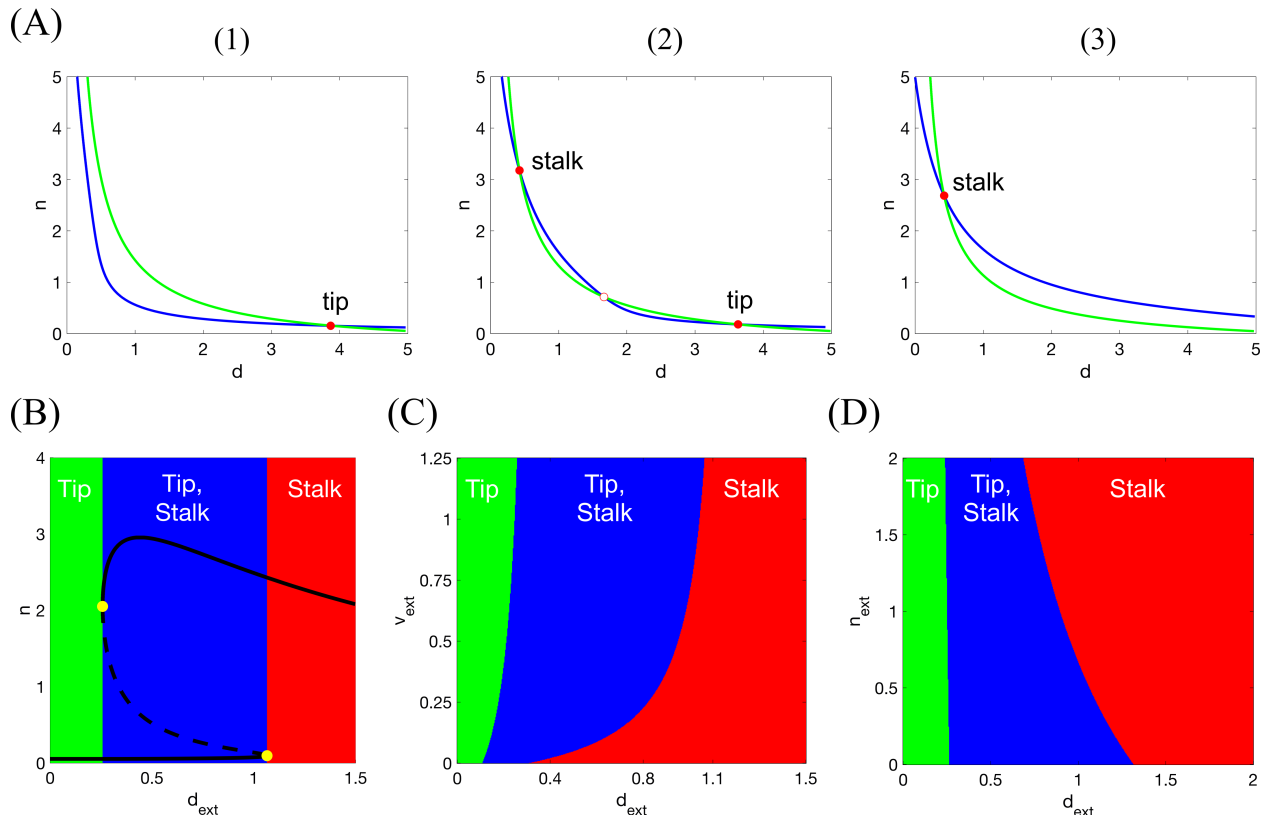 (A)
(1)
(2)
(3)
5
4
3
2
1
0
n
tip
0 1 2 3 4 5
d
5
4
3
2
1
0
n
stalk
tip
0 1 2 3 4 5
d
5
4
3
2
1
0
n
stalk
0 1 2 3 4 5
d
(B)
4
3
2
1
0
n
Tip
Tip,
Stalk
Stalk
0 0.5 1 1.5
d_ext
(C)
1.25
1
0.75
0.5
0.25
0
v_ext
Tip
Tip,
Stalk
Stalk
0 0.4 0.8 1.1 1.5
d_ext
(D)
2
1.5
1
0.5
0
n_ext
Tip
Tip,
Stalk
Stalk
0 0.5 1 1.5 2
d_ext